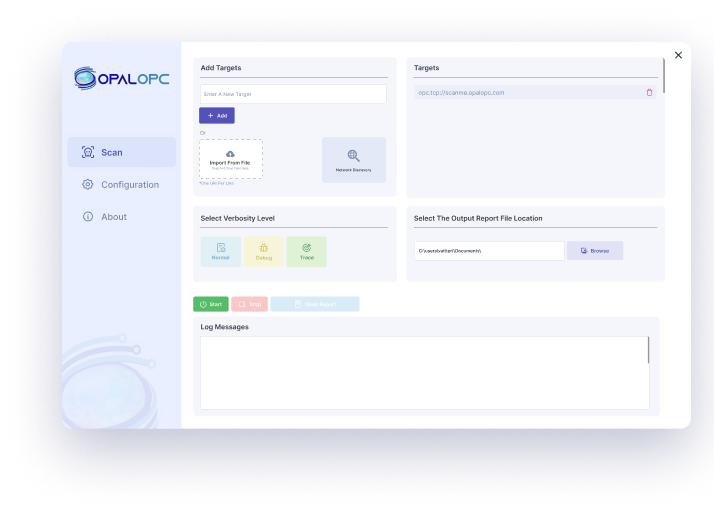 OPALOPC
Scan
Configuration
About
Add Targets
Enter A New Target
+ Add
Or
Import From File
Drag And Drop Files Here
*One URI Per Line
Network Discovery
Targets
opc.tcp://scanme.opalopc.com
Select Verbosity Level
Normal
Debug
Trace
Select The Output Report File Location
C:\users\valtteri\Documents\
Browse
Start
Stop
Open Report
Log Messages